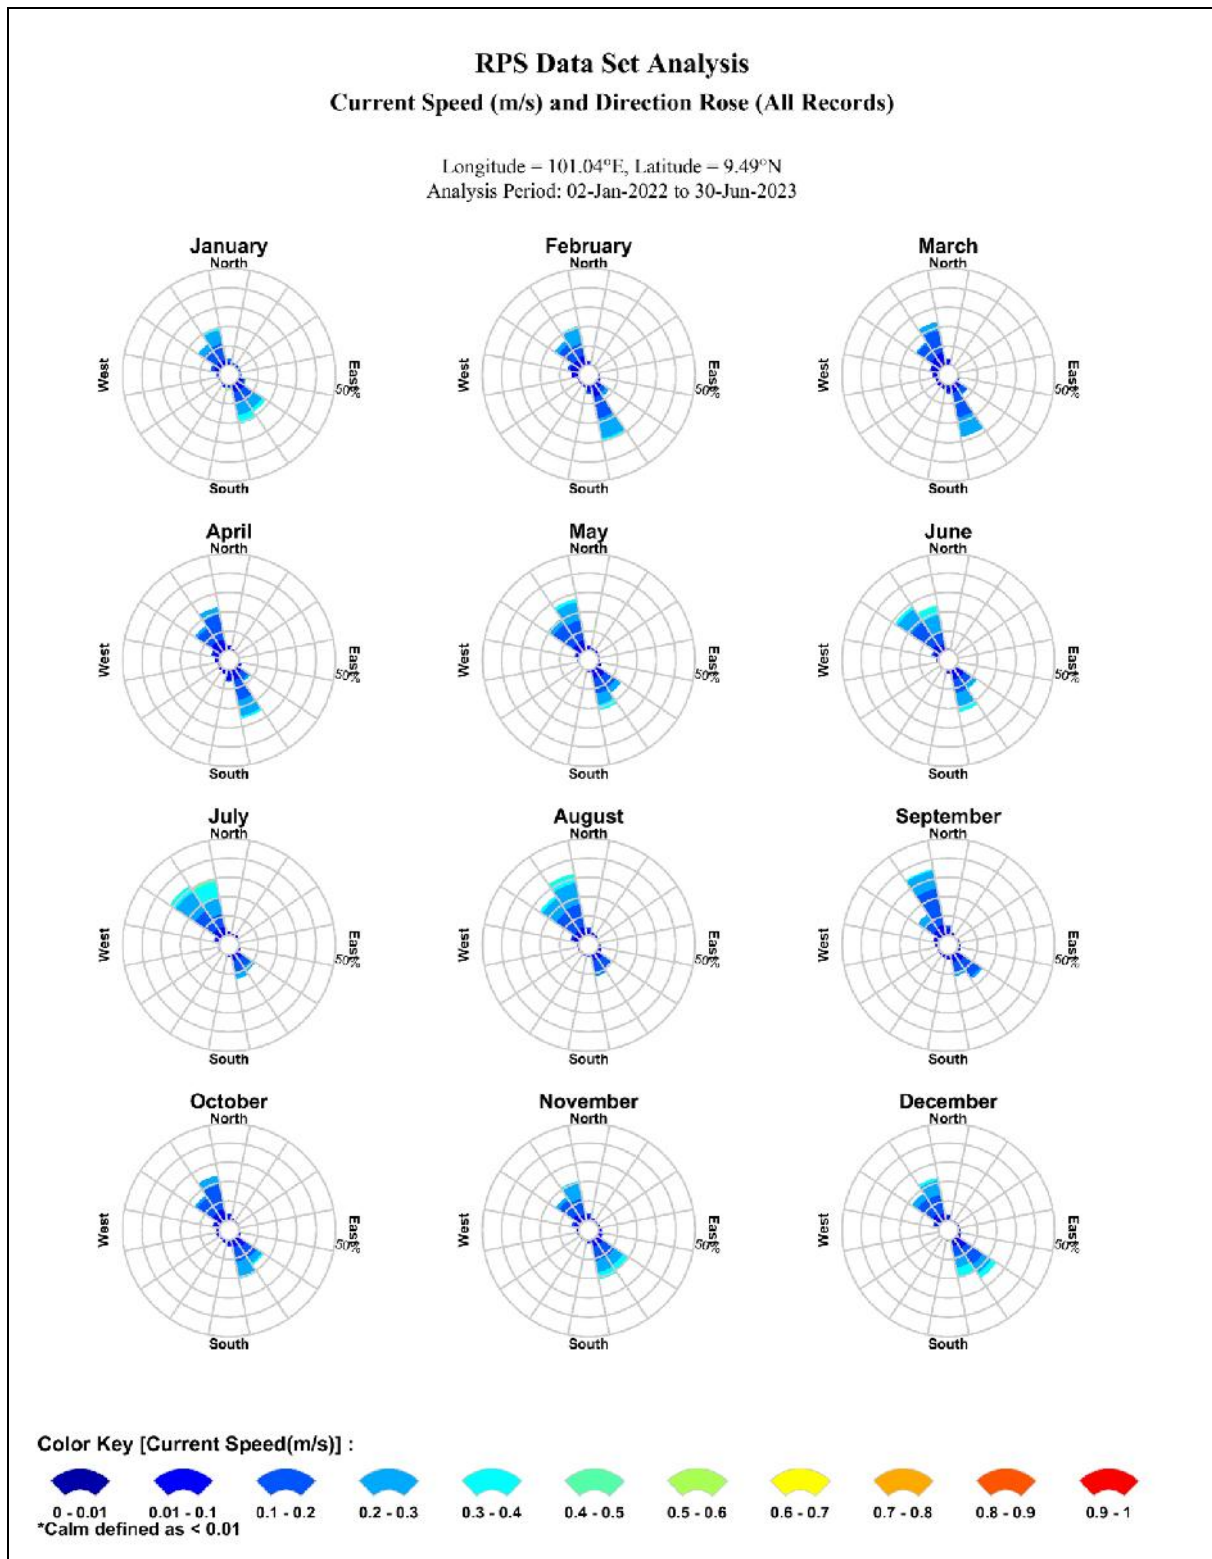 RPS Data Set Analysis
Current Speed (m/s) and Direction Rose (All Records)
Longitude = 101.04°E, Latitude = 9.49°N
Analysis Period: 02-Jan-2022 to 30-Jun-2023
January February March
North North North
West East 50% West East 50% West East 50%
South South South
April May June
North North North
West East 50% West East 50% West East 50%
South South South
July August September
North North North
West East 50% West East 50% West East 50%
South South South
October November December
North North North
West East 50% West East 50% West East 50%
South South South
Color Key [Current Speed(m/s)] :
0 - 0.01 0.01 - 0.1 0.1 - 0.2 0.2 - 0.3 0.3 - 0.4 0.4 - 0.5 0.5 - 0.6 0.6 - 0.7 0.7 - 0.8 0.8 - 0.9 0.9 - 1
*Calm defined as < 0.01